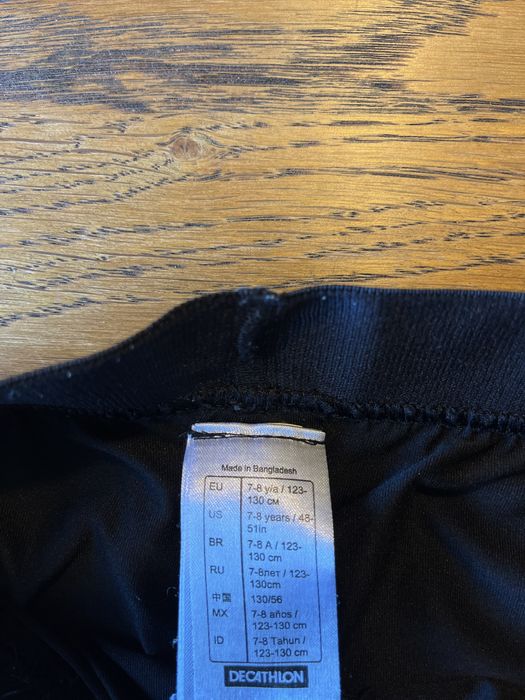 Made in Bangladesh
EU 7-8 y/a / 123-
130 см
US 7-8 years / 48-
51in
BR 7-8 A / 123-
130 cm
RU 7-8лет / 123-
130cm
中国 130/56
MX 7-8 años /
123-130 cm
ID 7-8 Tahun /
123-130 cm
DECATHLON